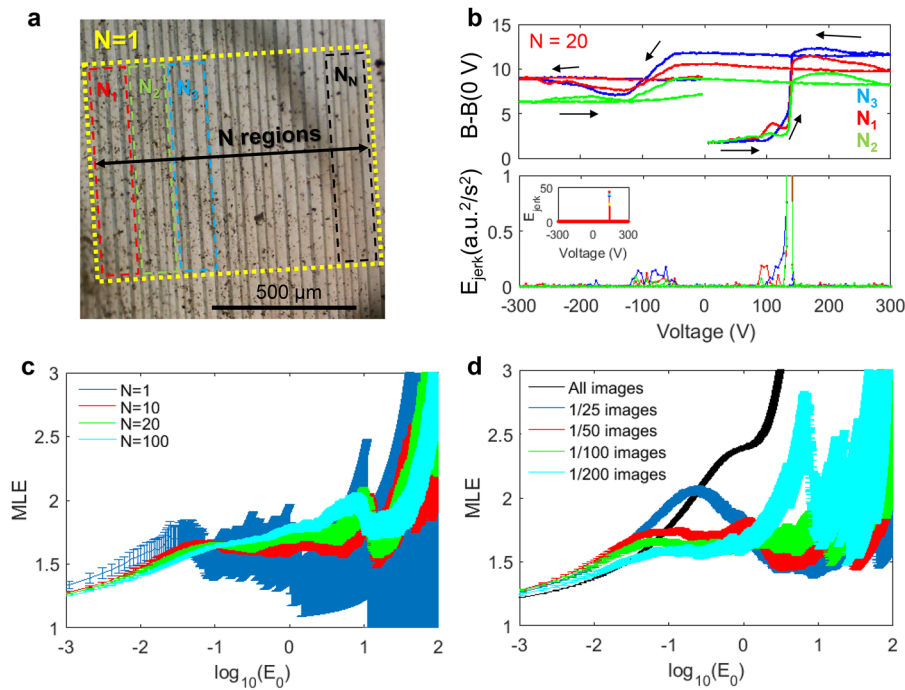 a
N=1
N₁
N₂
N₃
N_N
N regions
500 µm
b
N = 20
B-B(0 V)
15
10
5
0
N₃
N₁
N₂
E_jerk(a.u.²/s²)
1
0.5
0
E_jerk
50
0
-300
300
Voltage (V)
-300
-200
-100
0
100
200
300
Voltage (V)
c
MLE
3
2.5
2
1.5
1
N=1
N=10
N=20
N=100
-3
-2
-1
0
1
2
log₁₀(E₀)
d
MLE
3
2.5
2
1.5
1
All images
1/25 images
1/50 images
1/100 images
1/200 images
-3
-2
-1
0
1
2
log₁₀(E₀)